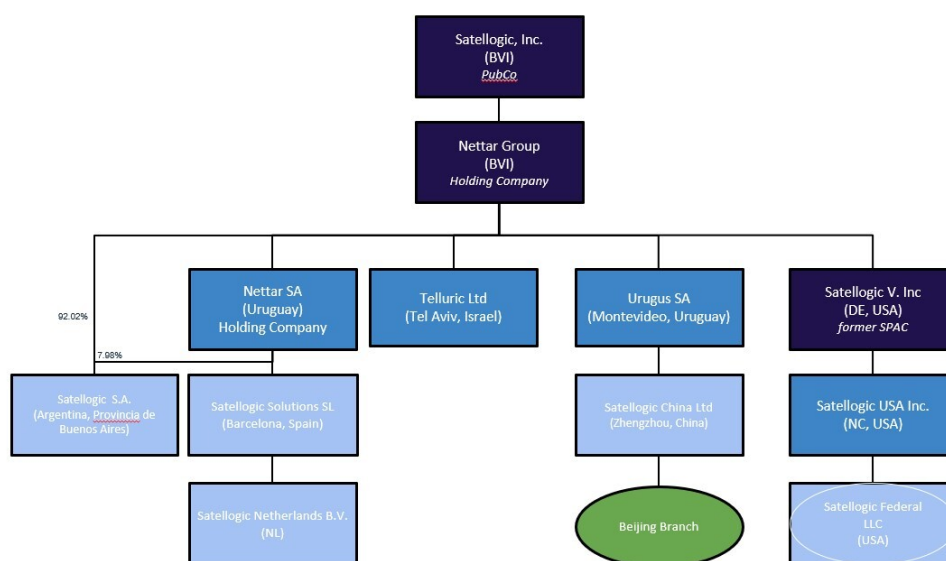 Satellogic, Inc.
(BVI)
PubCo
Nettar Group
(BVI)
Holding Company
92.02%
7.98%
Nettar SA
(Uruguay)
Holding Company
Telluric Ltd
(Tel Aviv, Israel)
Urugus SA
(Montevideo, Uruguay)
Satellogic V. Inc
(DE, USA)
former SPAC
Satellogic S.A.
(Argentina, Provincia de
Buenos Aires)
Satellogic Solutions SL
(Barcelona, Spain)
Satellogic China Ltd
(Zhengzhou, China)
Satellogic USA Inc.
(NC, USA)
Satellogic Netherlands B.V.
(NL)
Beijing Branch
Satellogic Federal
LLC
(USA)